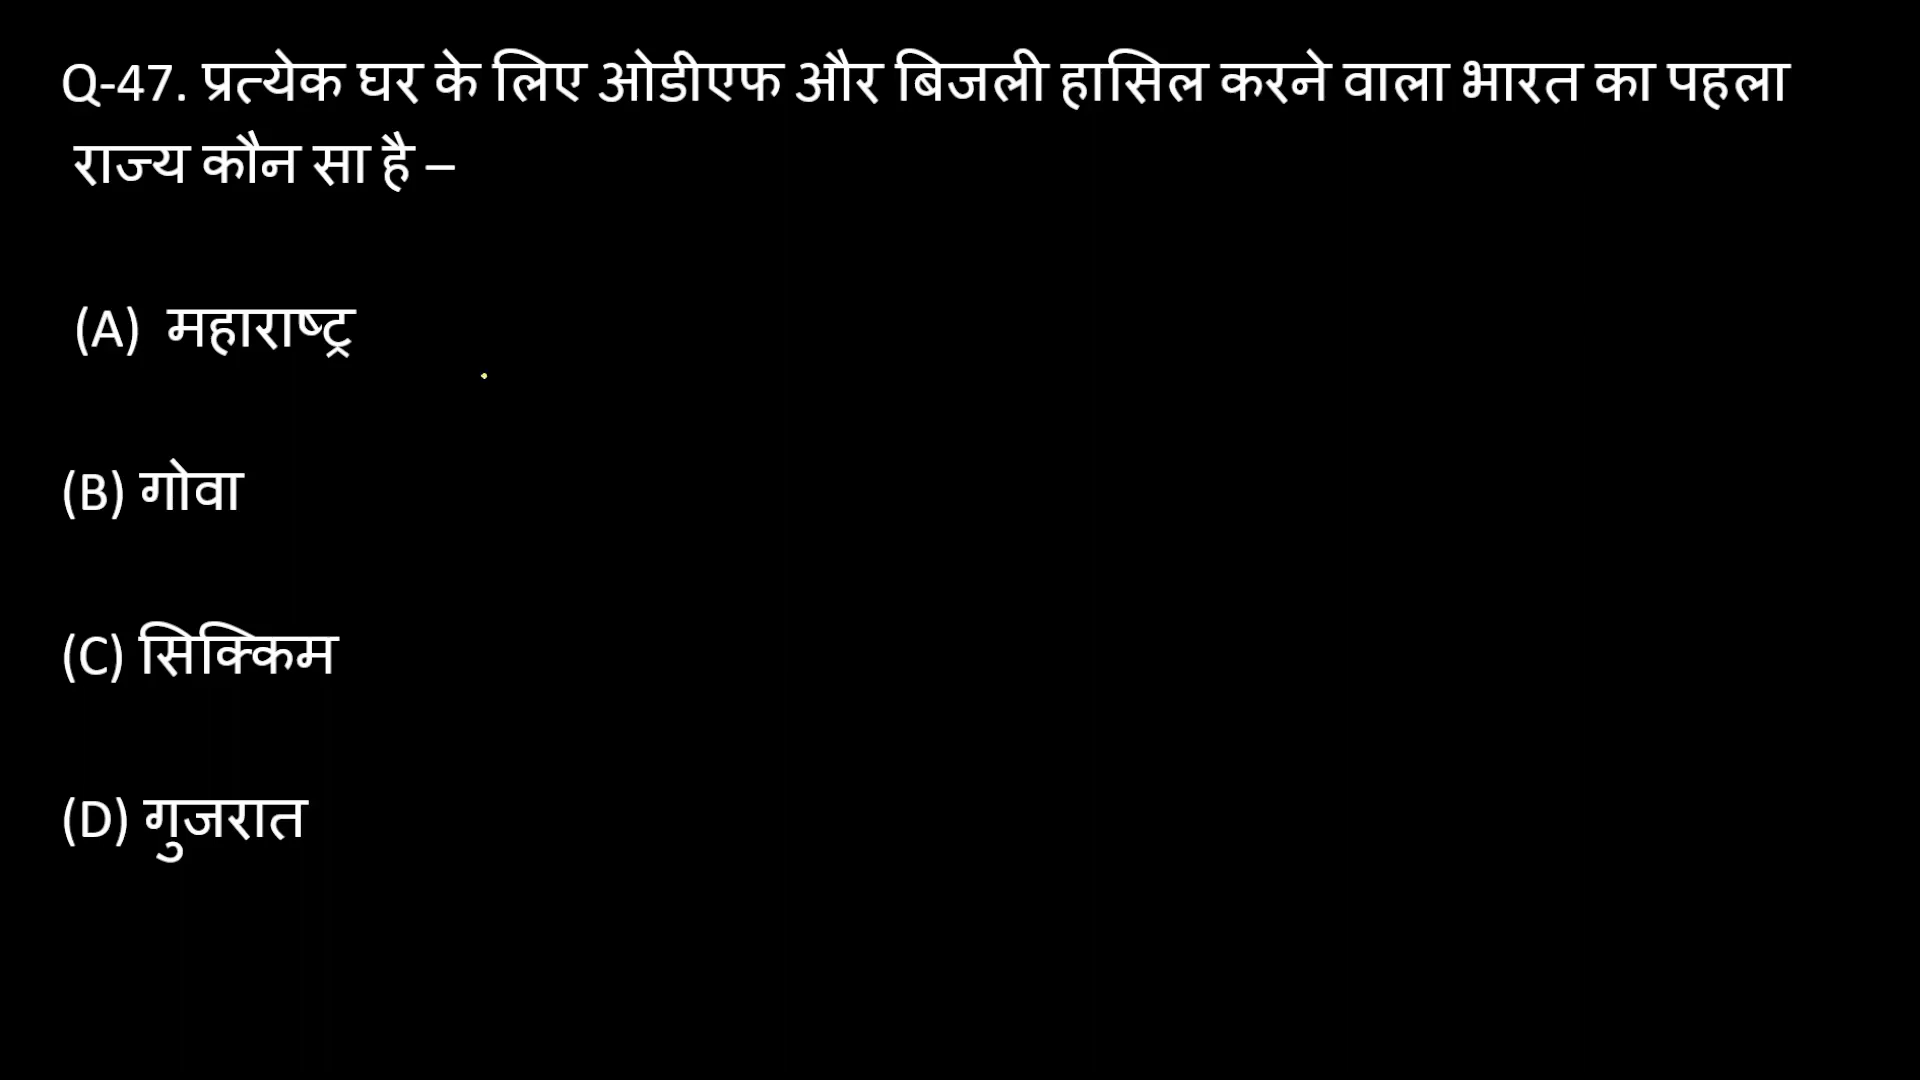 Q-47. प्रत्येक घर के लिए ओडीएफ और बिजली हासिल करने वाला भारत का पहला
राज्य कौन सा है –
(A) महाराष्ट्र
(B) गोवा
(C) सिक्किम
(D) गुजरात